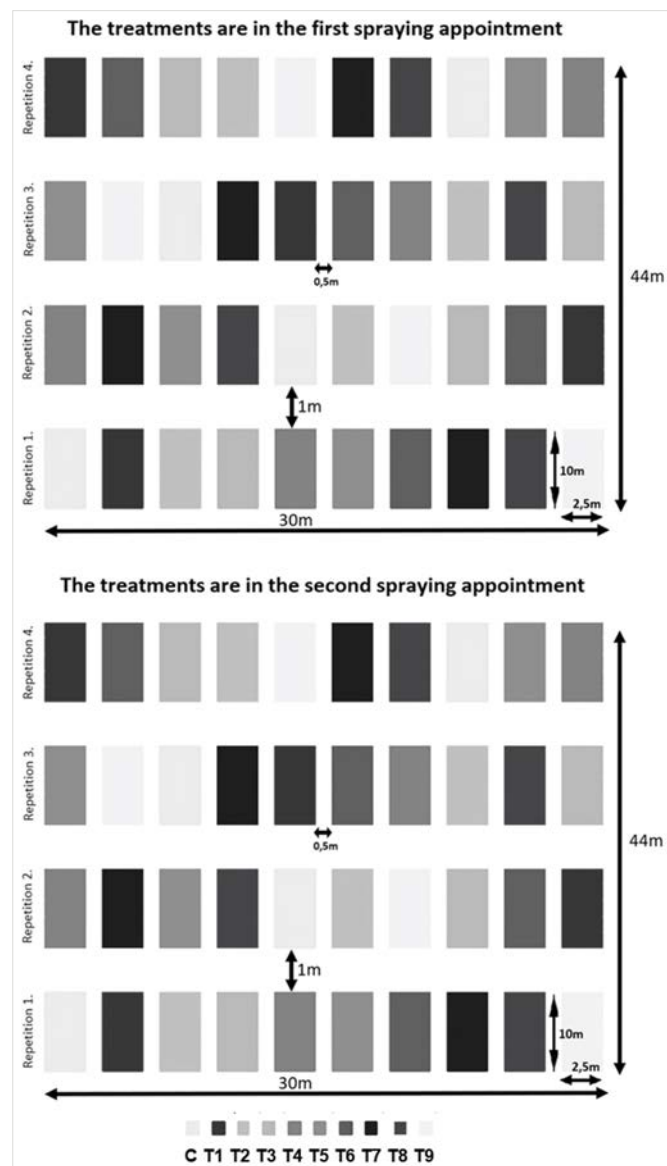 The treatments are in the first spraying appointment
Repetition 4.
Repetition 3.
0,5m
44m
Repetition 2.
1m
Repetition 1.
10m
2,5m
30m
The treatments are in the second spraying appointment
Repetition 4.
Repetition 3.
0,5m
44m
Repetition 2.
1m
Repetition 1.
10m
2,5m
30m
C T1 T2 T3 T4 T5 T6 T7 T8 T9